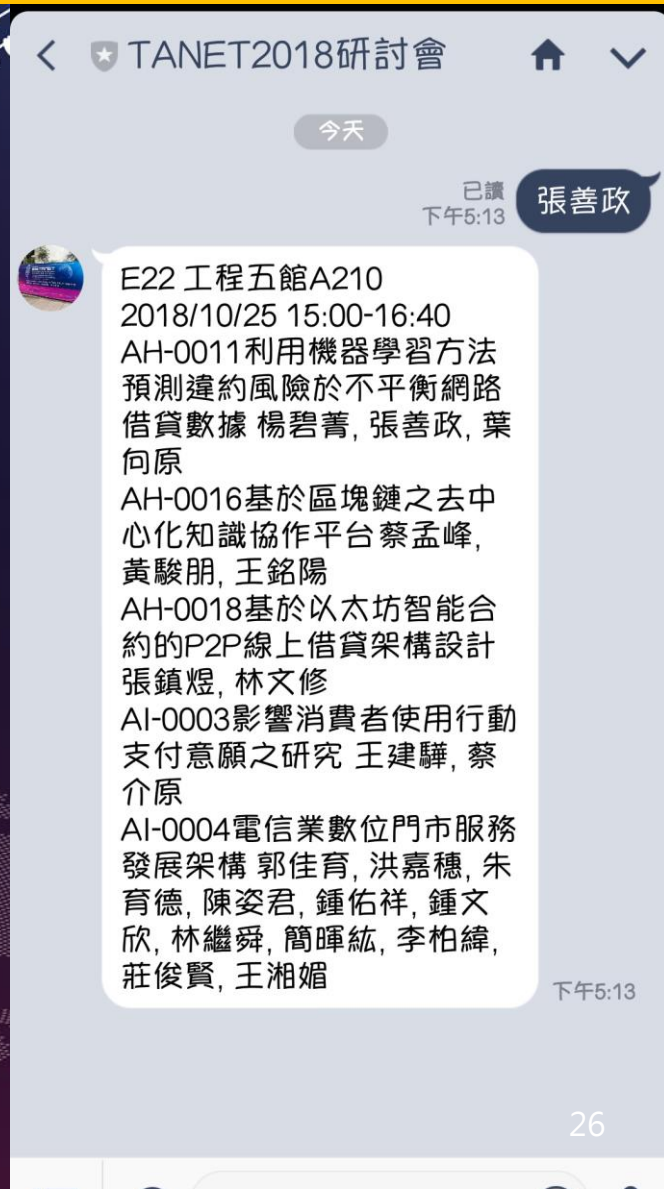 TANET2018研討會
今天
已讀
下午5:13
張善政
E22 工程五館A210
2018/10/25 15:00-16:40
AH-0011利用機器學習方法
預測違約風險於不平衡網路
借貸數據 楊碧菁, 張善政, 葉
向原
AH-0016基於區塊鏈之去中
心化知識協作平台 蔡孟峰,
黃駿朋, 王銘陽
AH-0018基於以太坊智能合
約的P2P線上借貸架構設計
張鎮煜, 林文修
AI-0003影響消費者使用行動
支付意願之研究 王建驊, 蔡
介原
AI-0004電信業數位門市服務
發展架構 郭佳育, 洪嘉穗, 朱
育德, 陳姿君, 鍾佑祥, 鍾文
欣, 林繼舜, 簡暉紘, 李柏緯,
莊俊賢, 王湘媚
下午5:13
26